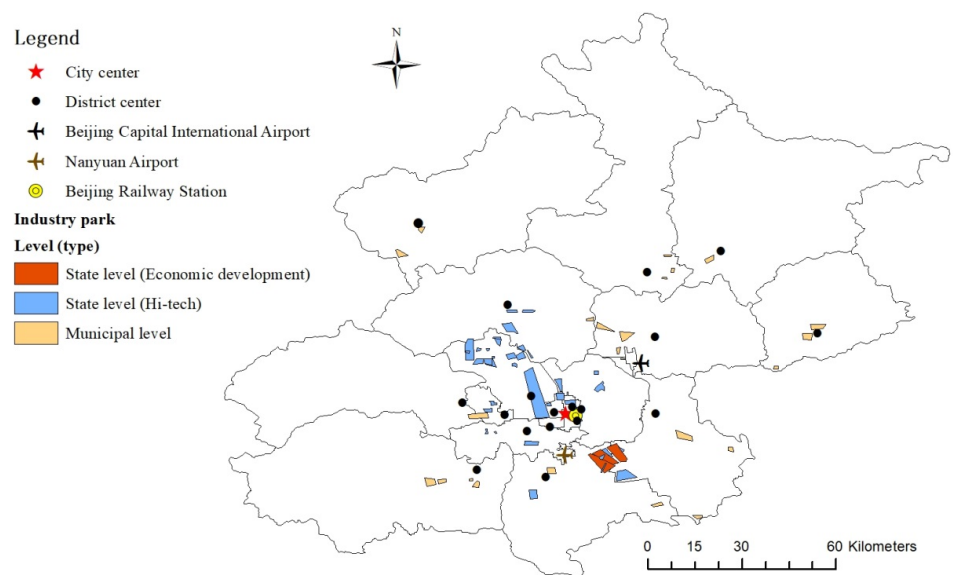 Legend
City center
District center
Beijing Capital International Airport
Nanyuan Airport
Beijing Railway Station
Industry park
Level (type)
State level (Economic development)
State level (Hi-tech)
Municipal level
N
0 15 30 60 Kilometers